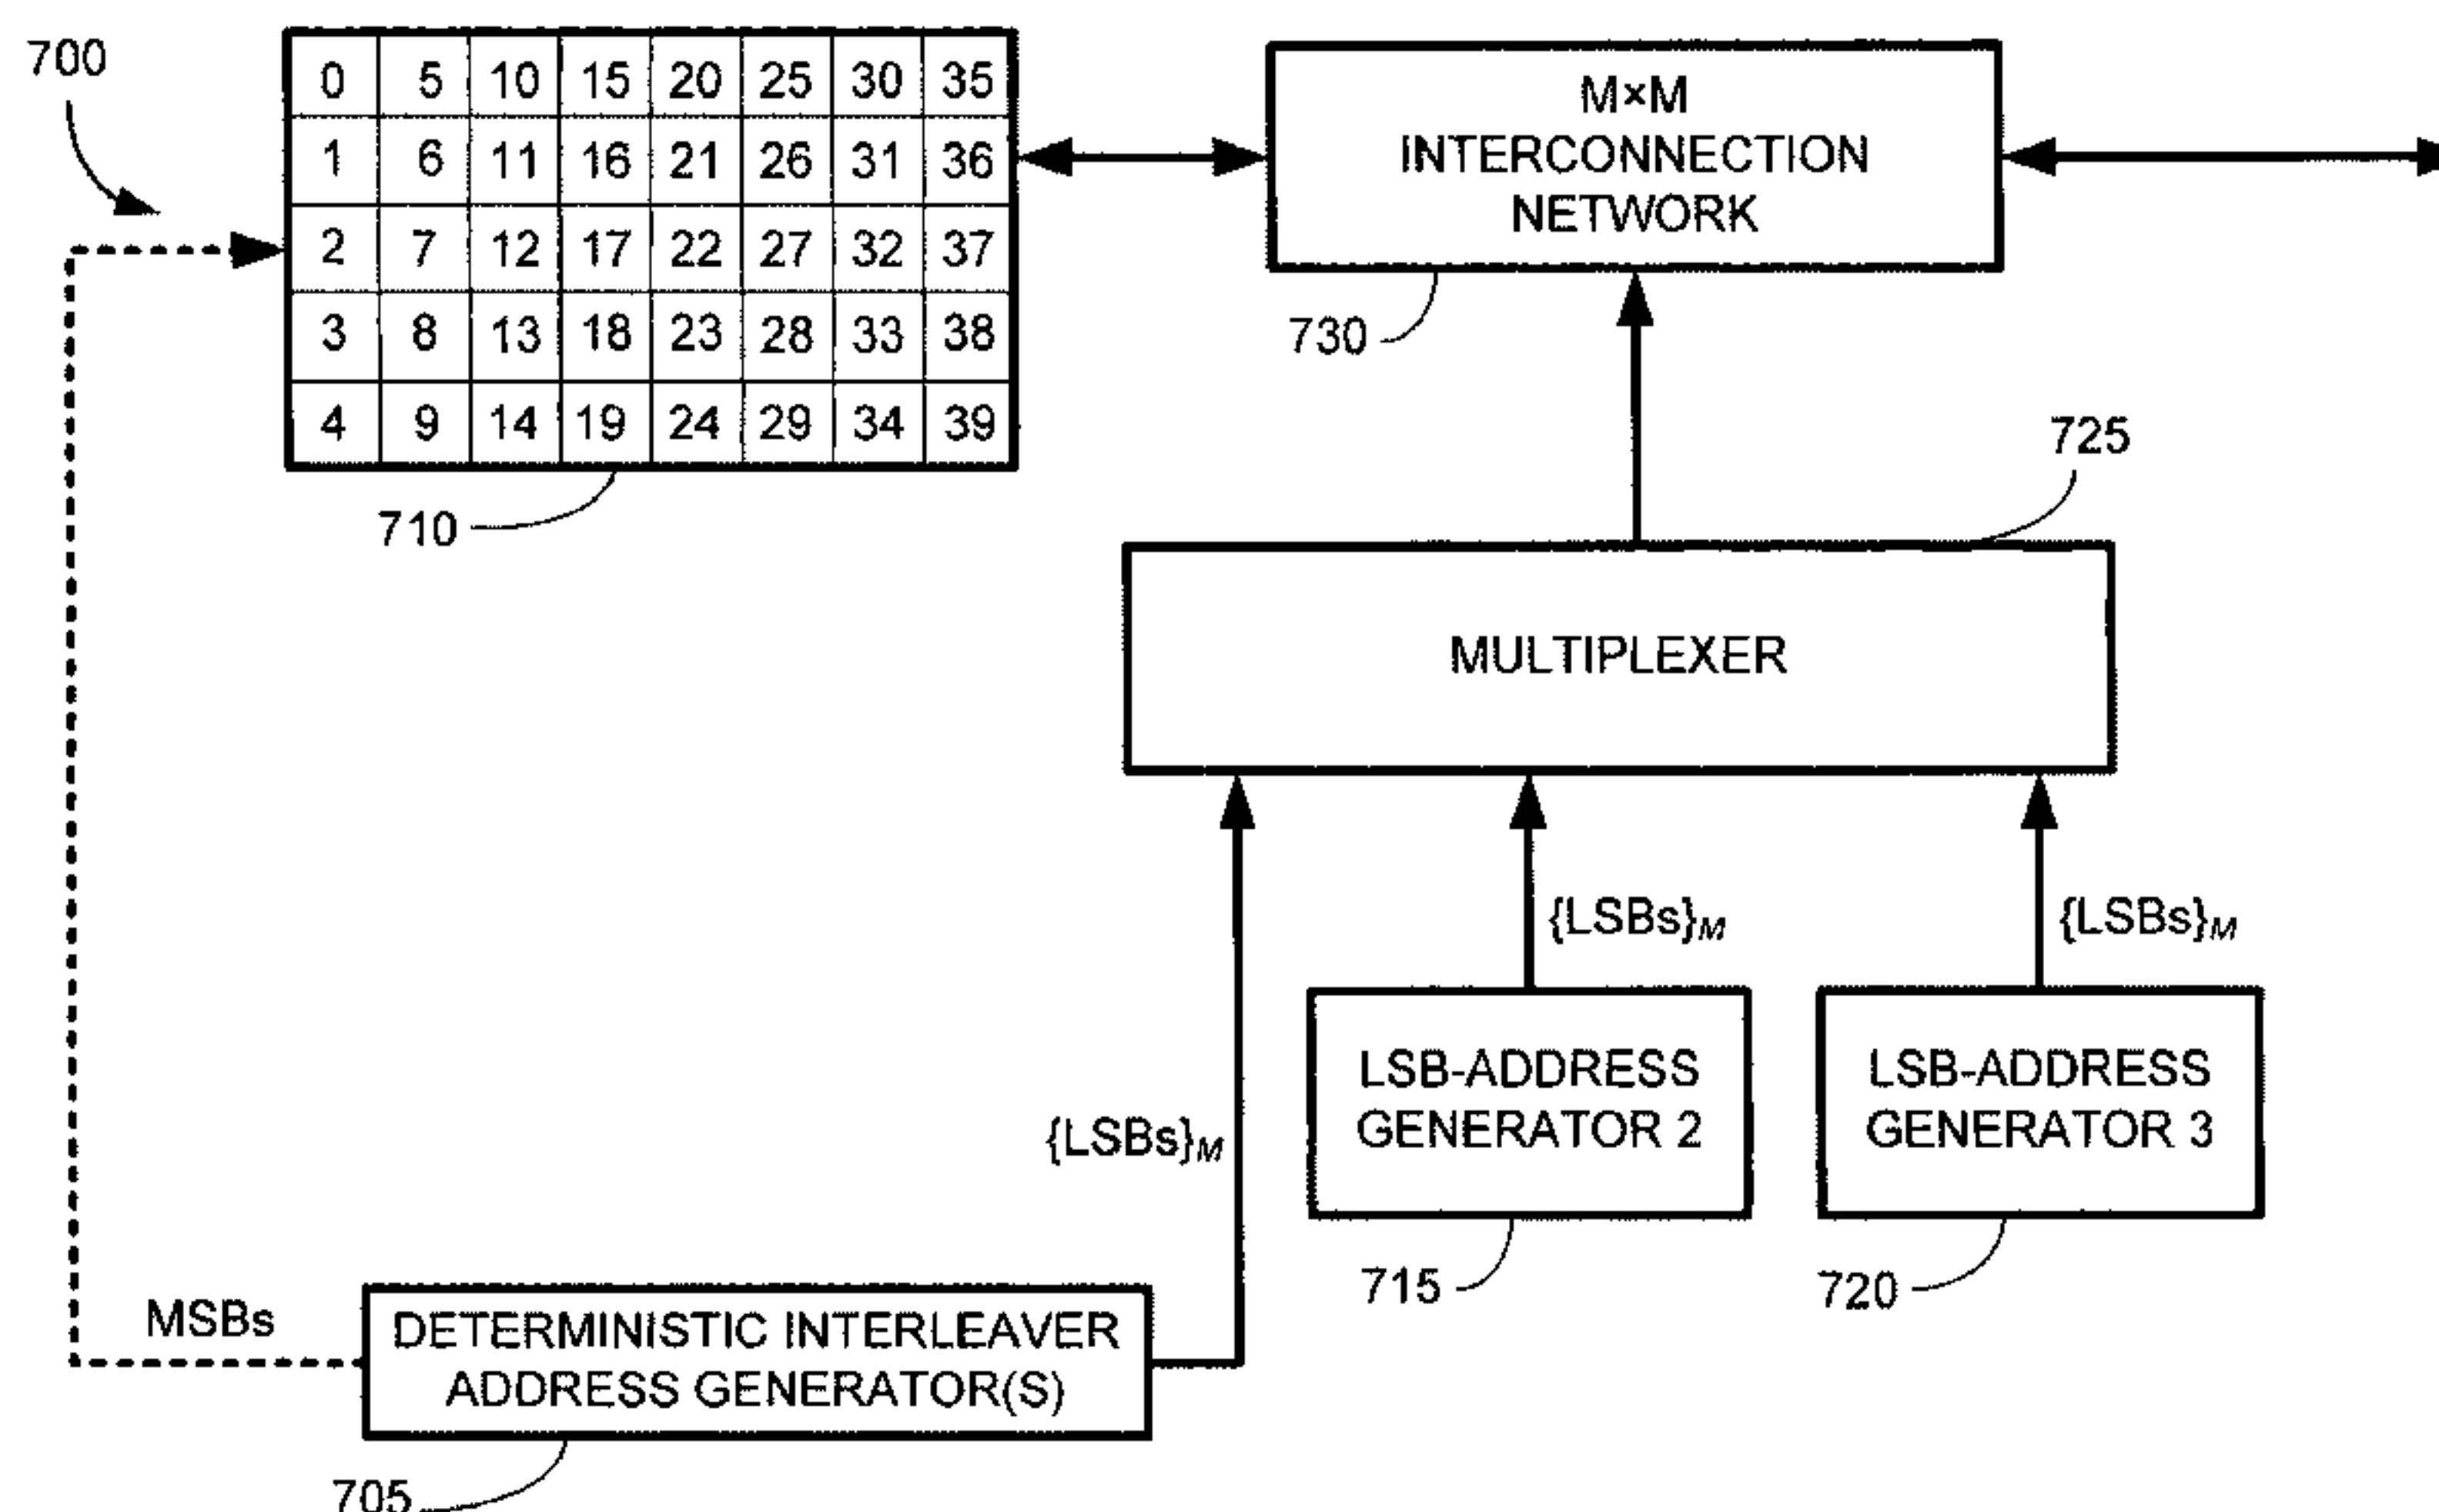 700
0 5 10 15 20 25 30 35
1 6 11 16 21 26 31 36
2 7 12 17 22 27 32 37
3 8 13 18 23 28 33 38
4 9 14 19 24 29 34 39
710
M×M
INTERCONNECTION
NETWORK
730
725
MULTIPLEXER
{LSBs}M
{LSBs}M
{LSBs}M
LSB-ADDRESS
GENERATOR 2
715
LSB-ADDRESS
GENERATOR 3
720
MSBs
DETERMINISTIC INTERLEAVER
ADDRESS GENERATOR(S)
705